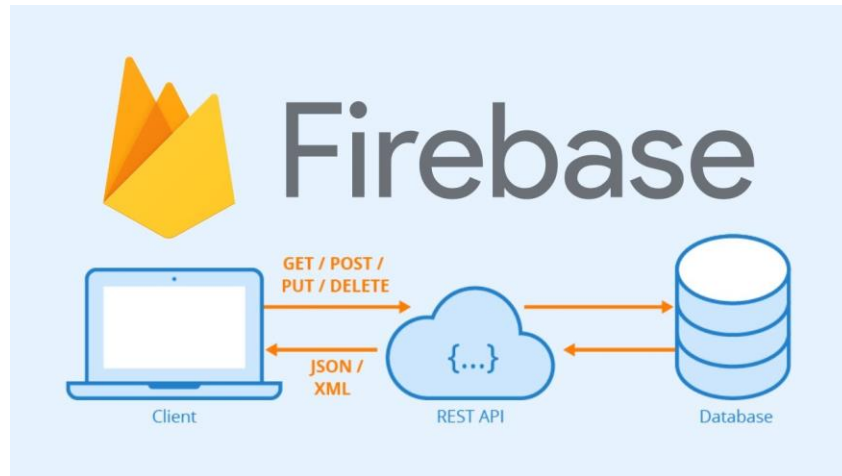 Firebase
GET / POST /
PUT / DELETE
{...}
JSON /
XML
Client
REST API
Database